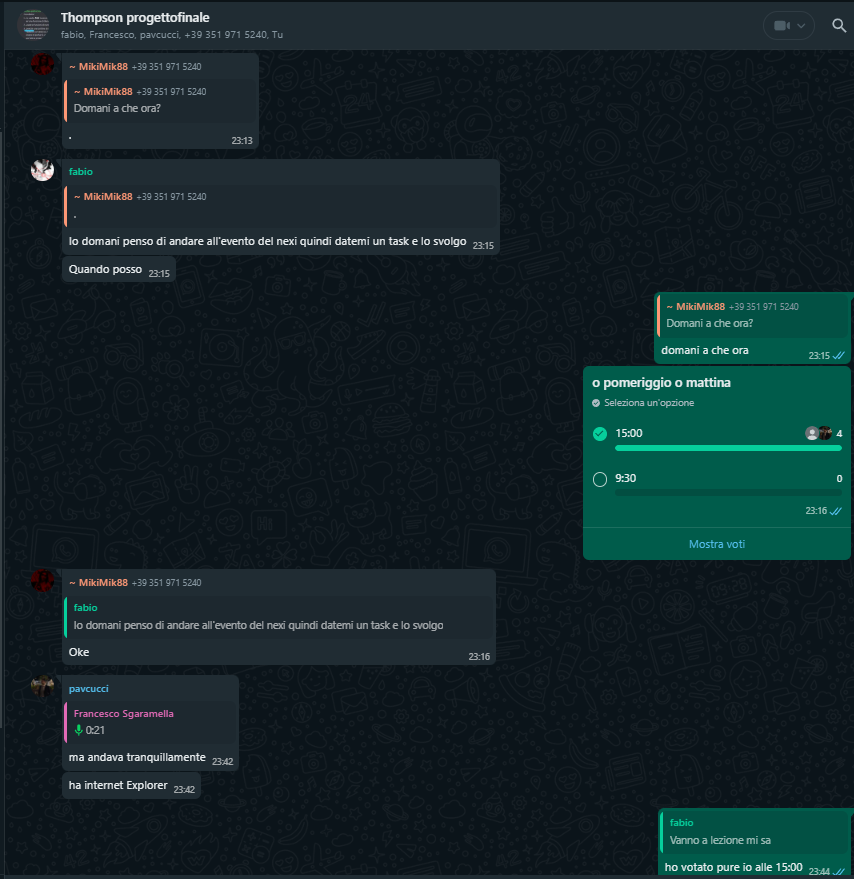 Thompson progettofinale
fabio, Francesco, pavcucci, +39 351 971 5240, Tu
~ MikiMik88 +39 351 971 5240
~ MikiMik88 +39 351 971 5240
Domani a che ora?
.
23:13
fabio
~ MikiMik88 +39 351 971 5240
.
Io domani penso di andare all'evento del nexi quindi datemi un task e lo svolgo 23:15
Quando posso 23:15
~ MikiMik88 +39 351 971 5240
Domani a che ora?
domani a che ora
23:15
o pomeriggio o mattina
Seleziona un'opzione
15:00 4
9:30 0
23:16
Mostra voti
~ MikiMik88 +39 351 971 5240
fabio
Io domani penso di andare all'evento del nexi quindi datemi un task e lo svolgo
Oke
23:16
pavcucci
Francesco Sgaramella
0:21
ma andava tranquillamente 23:42
ha internet Explorer 23:42
fabio
Vanno a lezione mi sa
ho votato pure io alle 15:00 23:44